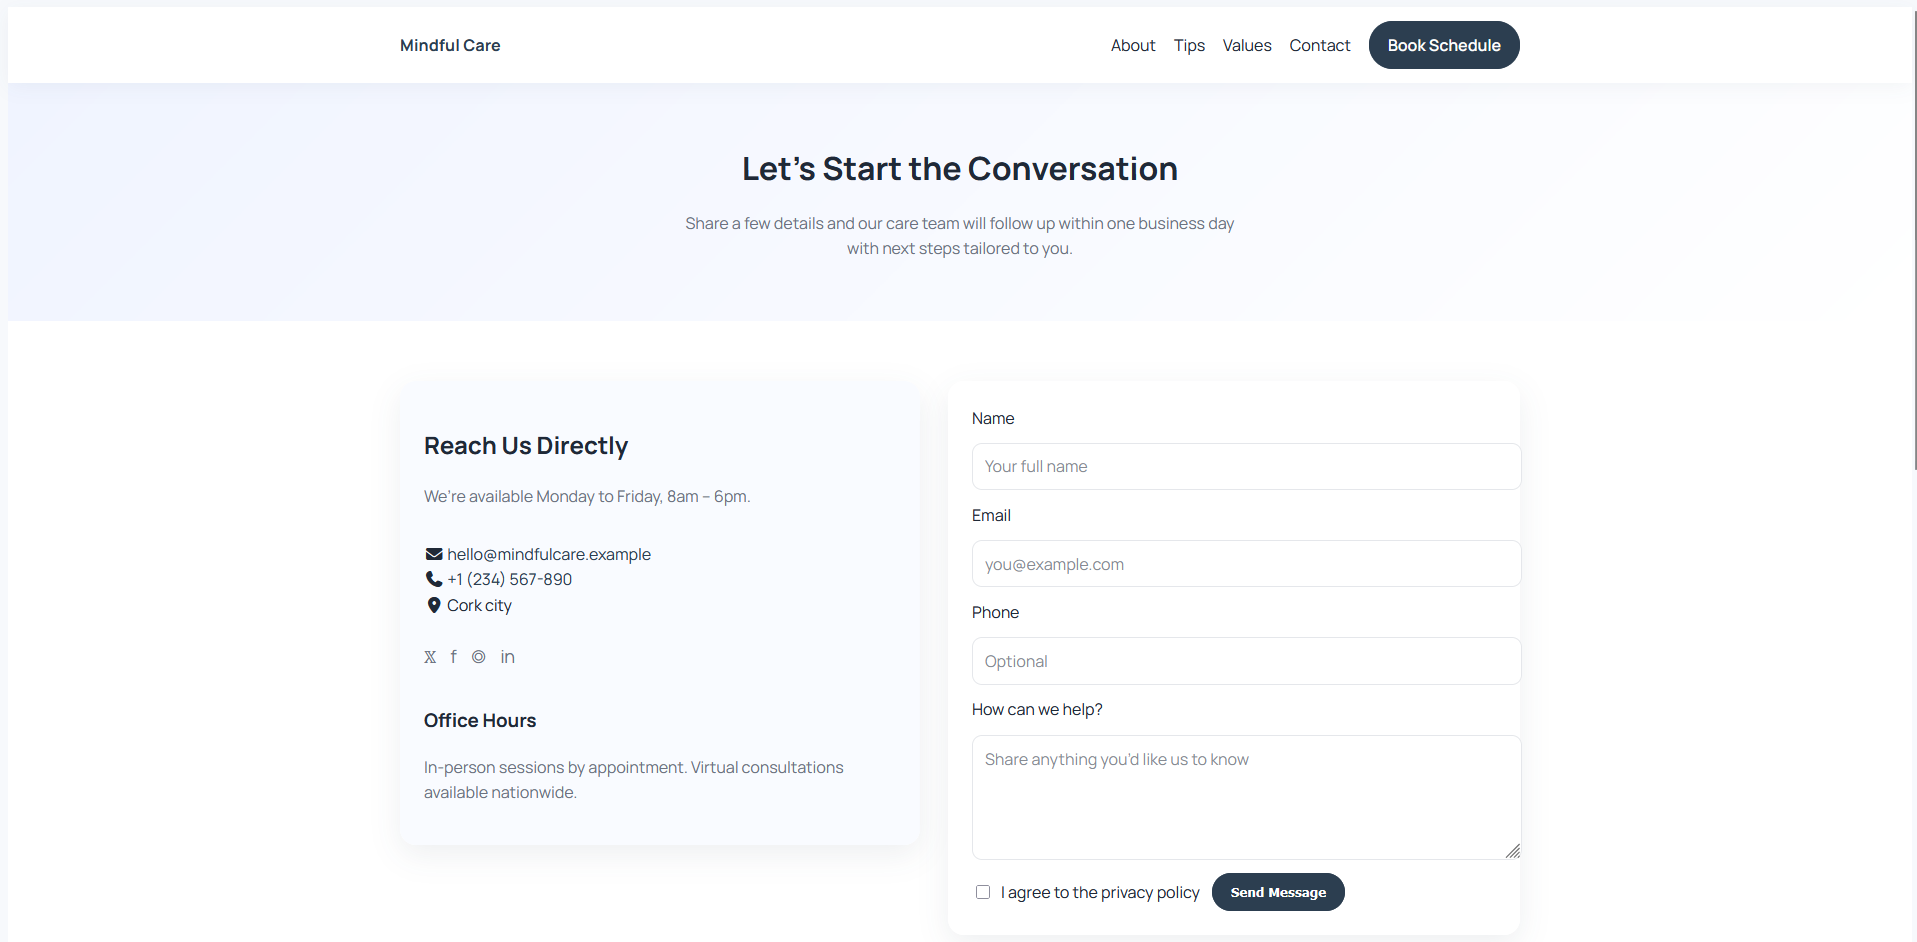 Mindful Care
About
Tips
Values
Contact
Book Schedule
Let’s Start the Conversation
Share a few details and our care team will follow up within one business day
with next steps tailored to you.
Reach Us Directly
We’re available Monday to Friday, 8am – 6pm.
hello@mindfulcare.example
+1 (234) 567-890
Cork city
𝕏 f ◎ in
Office Hours
In-person sessions by appointment. Virtual consultations
available nationwide.
Name
Your full name
Email
you@example.com
Phone
Optional
How can we help?
Share anything you'd like us to know
I agree to the privacy policy
Send Message